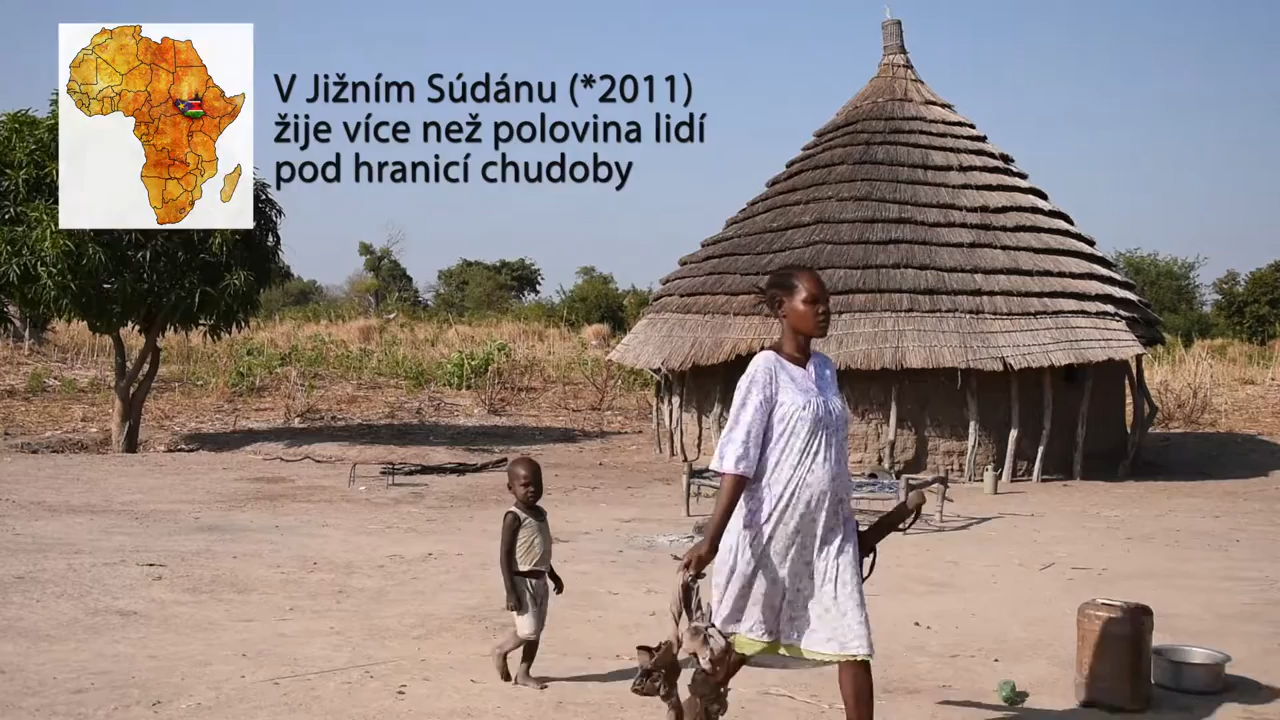 V Jižním Súdánu (*2011)
žije více než polovina lidí
pod hranicí chudoby